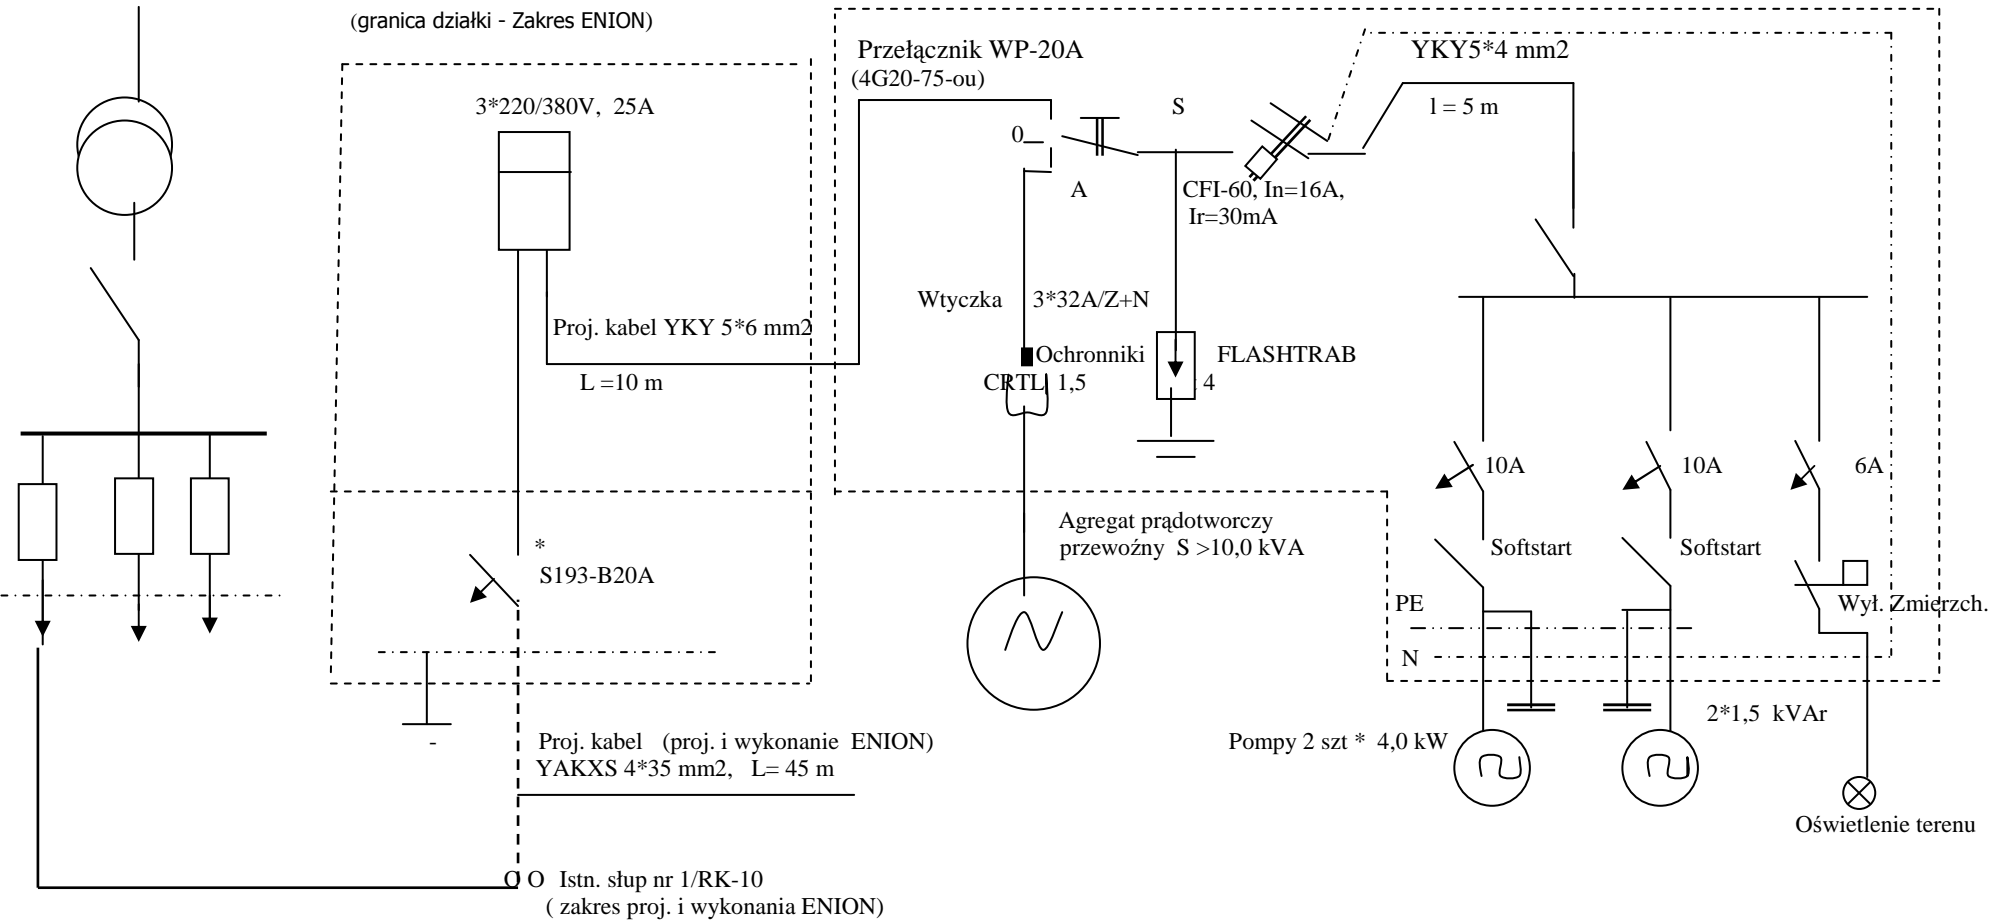 (granica działki - Zakres ENION)
3*220/380V, 25A
Proj. kabel YKY 5*6 mm2
L =10 m
*
S193-B20A
-
Proj. kabel (proj. i wykonanie ENION)
YAKXS 4*35 mm2, L= 45 m
O O Istn. słup nr 1/RK-10
( zakres proj. i wykonania ENION)
Przełącznik WP-20A
(4G20-75-ou)
0
A
S
CFI-60, In=16A,
Ir=30mA
YKY5*4 mm2
l = 5 m
Wtyczka 3*32A/Z+N
Ochronniki FLASHTRAB
CRTL 1,5 4
Agregat prądotworczy
przewoźny S >10,0 kVA
10A
10A
6A
Softstart
Softstart
PE
Wył. Zmierzch.
N
2*1,5 kVAr
Pompy 2 szt * 4,0 kW
Oświetlenie terenu